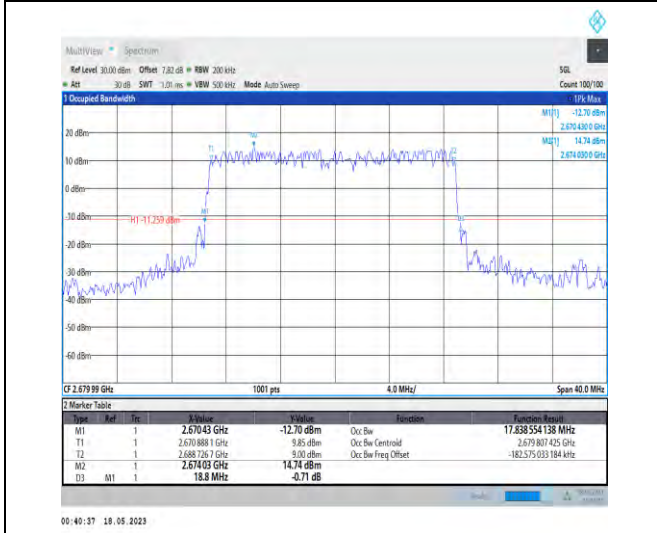 MultiView Spectrum
Ref Level 30.00 dBm Offset 7.82 dB RBW 200 kHz SGL
Att 30 dB SWT 1.01 ms VBW 500 kHz Mode Auto Sweep Count 100/100
1 Occupied Bandwidth 1Pk Max
M1[1] -12.70 dBm
2.670 430 0 GHz
20 dBm M2[1] 14.74 dBm
2.674 030 0 GHz
T1 M2 T2
10 dBm
0 dBm
M1
-10 dBm H1 -11.259 dBm
-20 dBm
-30 dBm
-40 dBm
-50 dBm
-60 dBm
CF 2.679 99 GHz 1001 pts 4.0 MHz/ Span 40.0 MHz
2 Marker Table
Type Ref Trc X-Value Y-Value Function Function Result
M1 1 2.67043 GHz -12.70 dBm Occ Bw 17.838 554 138 MHz
T1 1 2.670 888 1 GHz 9.85 dBm Occ Bw Centroid 2.679 807 425 GHz
T2 1 2.688 726 7 GHz 9.00 dBm Occ Bw Freq Offset -182.575 033 184 kHz
M2 1 2.67403 GHz 14.74 dBm
D3 M1 1 18.8 MHz -0.71 dB
00:40:37 18.05.2023